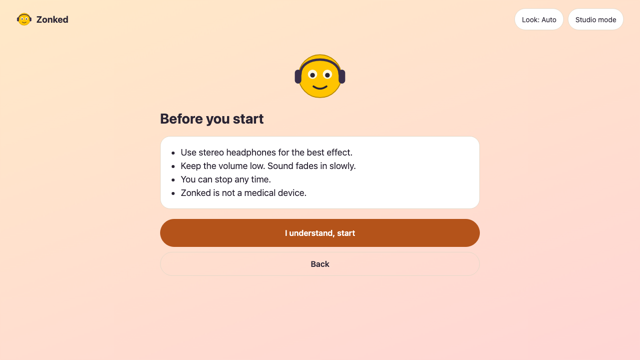 Zonked
Look: Auto
Studio mode
Before you start
• Use stereo headphones for the best effect.
• Keep the volume low. Sound fades in slowly.
• You can stop any time.
• Zonked is not a medical device.
I understand, start
Back